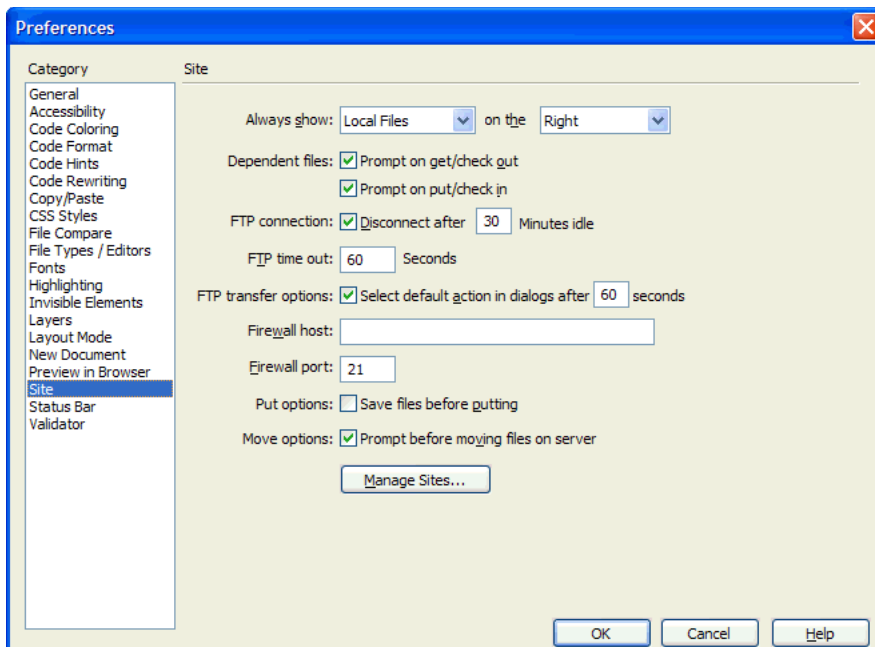 Preferences
Category
General
Accessibility
Code Coloring
Code Format
Code Hints
Code Rewriting
Copy/Paste
CSS Styles
File Compare
File Types / Editors
Fonts
Highlighting
Invisible Elements
Layers
Layout Mode
New Document
Preview in Browser
Site
Status Bar
Validator
Site
Always show: Local Files on the Right
Dependent files: Prompt on get/check out
Prompt on put/check in
FTP connection: Disconnect after 30 Minutes idle
FTP time out: 60 Seconds
FTP transfer options: Select default action in dialogs after 60 seconds
Firewall host:
Firewall port: 21
Put options: Save files before putting
Move options: Prompt before moving files on server
Manage Sites...
OK Cancel Help